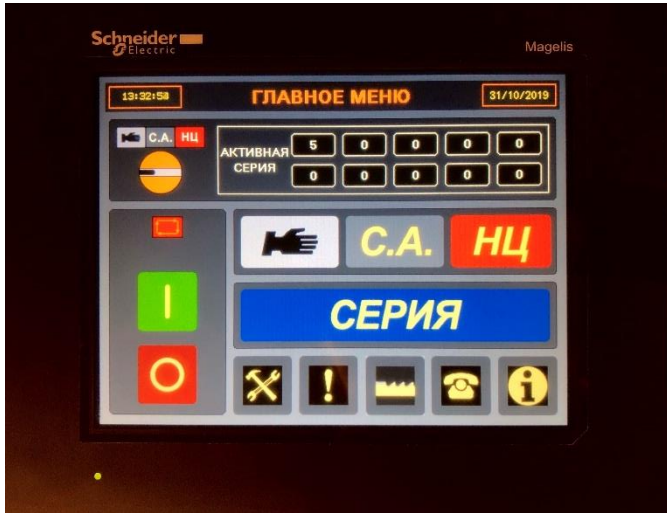 Schneider
Electric
Magelis
13:32:58
ГЛАВНОЕ МЕНЮ
31/10/2019
С.А. НЦ
АКТИВНАЯ СЕРИЯ
5 0 0 0 0
0 0 0 0 0
С.А. НЦ
СЕРИЯ